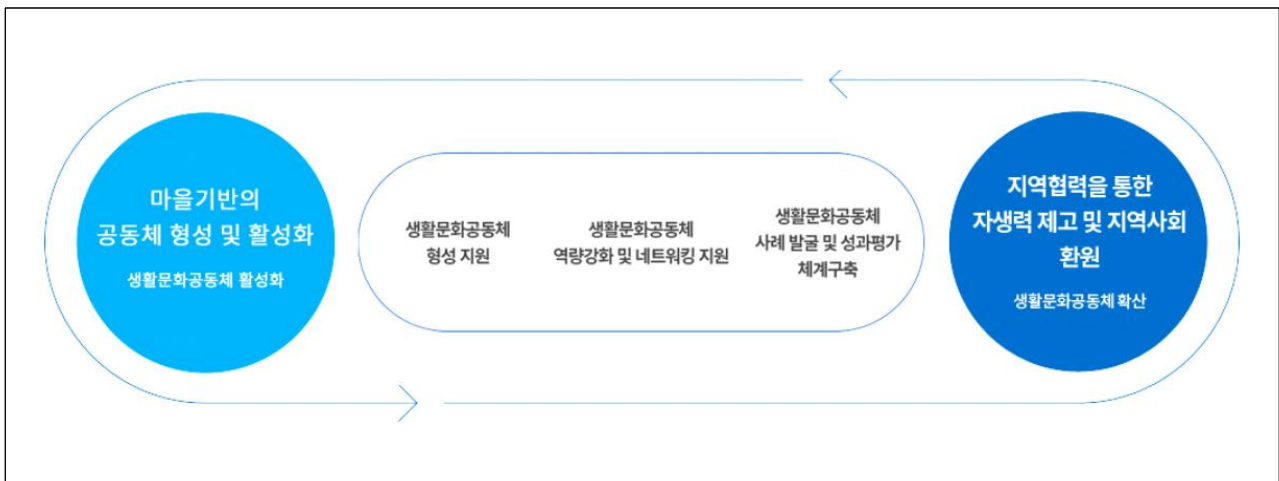 마을기반의
공동체 형성 및 활성화
생활문화공동체 활성화
생활문화공동체
형성 지원
생활문화공동체
역량강화 및 네트워킹 지원
생활문화공동체
사례 발굴 및 성과평가
체계구축
지역협력을 통한
자생력 제고 및 지역사회
환원
생활문화공동체 확산